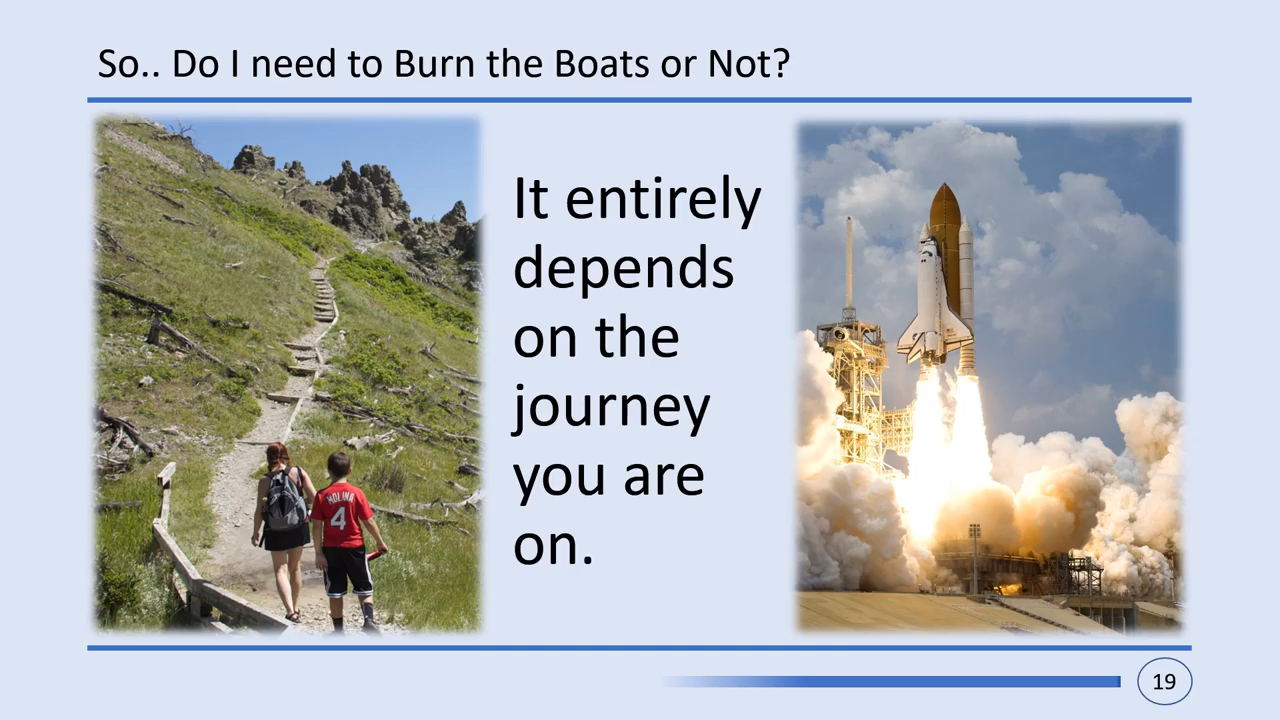 So.. Do I need to Burn the Boats or Not?
It entirely
depends
on the
journey
you are
on.
MOLINA
4
19